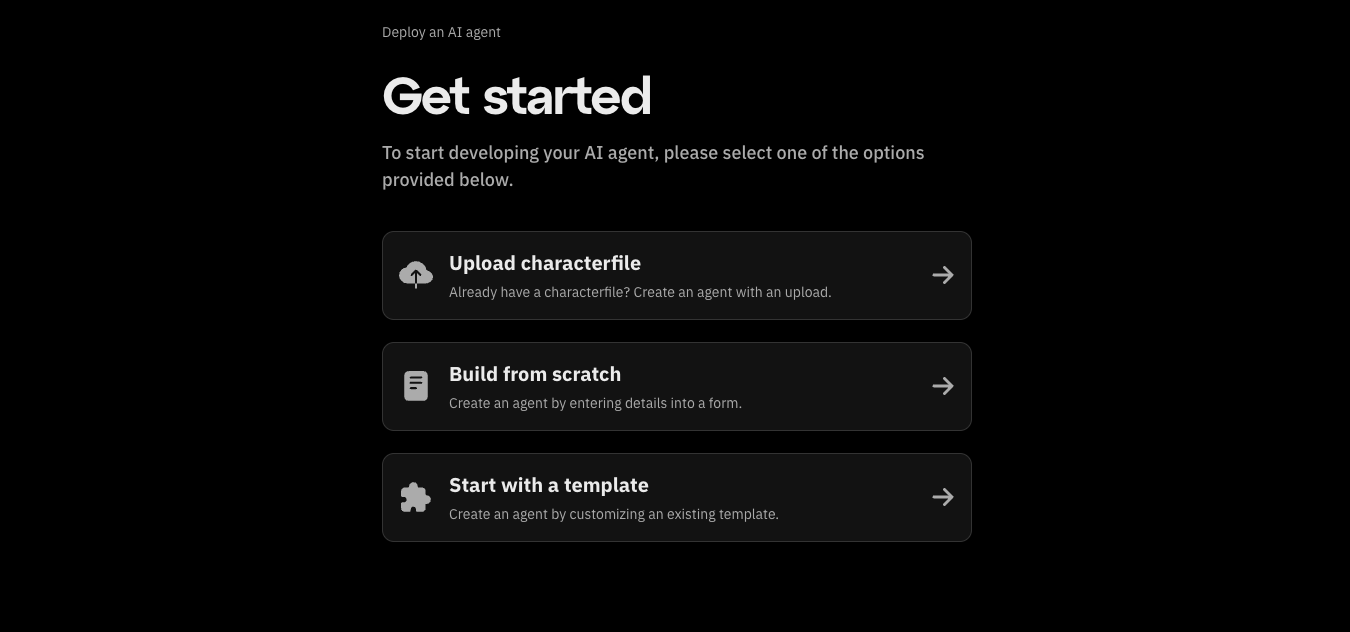 Deploy an AI agent
Get started
To start developing your AI agent, please select one of the options
provided below.
Upload characterfile
Already have a characterfile? Create an agent with an upload.
Build from scratch
Create an agent by entering details into a form.
Start with a template
Create an agent by customizing an existing template.